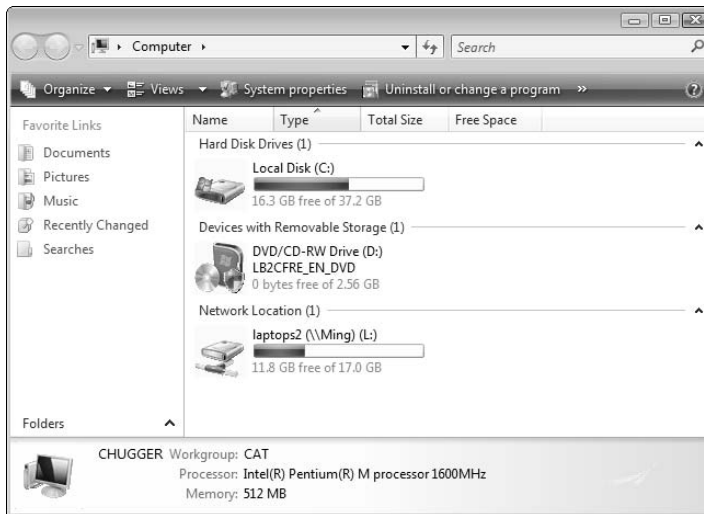 Computer
Search
Organize Views System properties Uninstall or change a program »
Favorite Links
Documents
Pictures
Music
Recently Changed
Searches
Folders
Name Type Total Size Free Space
Hard Disk Drives (1)
Local Disk (C:)
16.3 GB free of 37.2 GB
Devices with Removable Storage (1)
DVD/CD-RW Drive (D:)
LB2CFRE_EN_DVD
0 bytes free of 2.56 GB
Network Location (1)
laptops2 (\\Ming) (L:)
11.8 GB free of 17.0 GB
CHUGGER Workgroup: CAT
Processor: Intel(R) Pentium(R) M processor 1600MHz
Memory: 512 MB